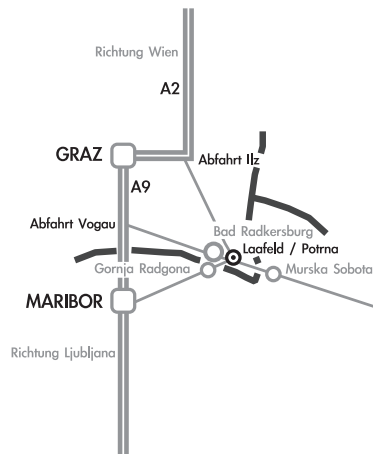 Richtung Wien
A2
GRAZ
Abfahrt Ilz
A9
Abfahrt Vogau
Bad Radkersburg
Laafeld / Potrna
Gornja Radgona
Murska Sobota
MARIBOR
Richtung Ljubljana